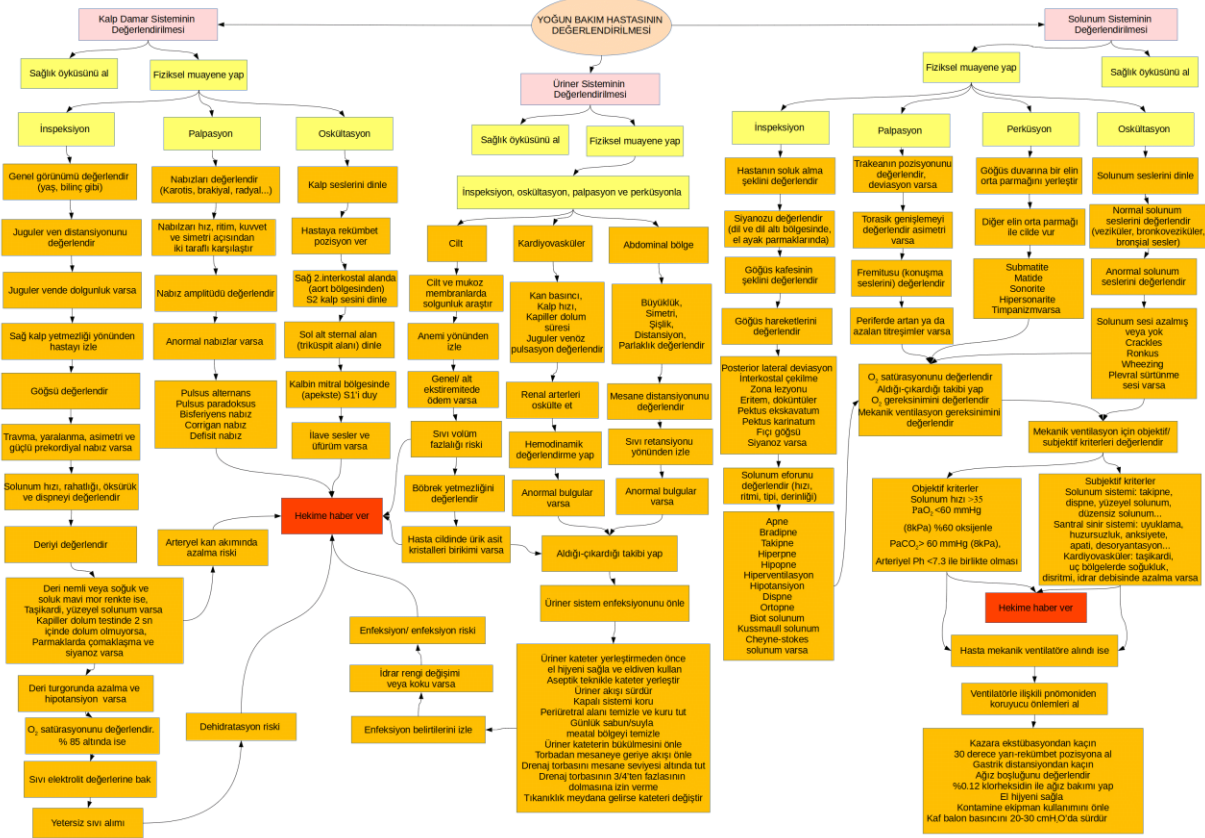 YOĞUN BAKIM HASTASININ
DEĞERLENDİRİLMESİ
Kalp Damar Sisteminin
Değerlendirilmesi
Sağlık öyküsünü al
Fiziksel muayene yap
İnspeksiyon
Genel görünümü değerlendir
(yaş, bilinç gibi)
Juguler ven distansiyonunu
değerlendir
Juguler vende dolgunluk varsa
Sağ kalp yetmezliği yönünden
hastayı izle
Göğsü değerlendir
Travma, yaralanma, asimetri ve
güçlü prekordiyal nabız varsa
Solunum hızı, rahatlığı, öksürük
ve dispneyi değerlendir
Deriyi değerlendir
Deri nemli veya soğuk ve
soluk mavi mor renkte ise,
Taşikardi, yüzeyel solunum varsa
Kapiller dolum testinde 2 sn
içinde dolum olmuyorsa,
Parmaklarda çomaklaşma ve
siyanoz varsa
Deri turgorunda azalma ve
hipotansiyon varsa
O₂ satürasyonunu değerlendir.
% 85 altında ise
Sıvı elektrolit değerlerine bak
Yetersiz sıvı alımı
Palpasyon
Nabızları değerlendir
(Karotis, brakiyal, radyal...)
Nabılzarı hız, ritim, kuvvet
ve simetri açısından
iki taraflı karşılaştır
Nabız amplitüdü değerlendir
Anormal nabızlar varsa
Pulsus alternans
Pulsus paradoksus
Bisferiyens nabız
Corrigan nabız
Defisit nabız
Arteryel kan akımında
azalma riski
Dehidratasyon riski
Oskültasyon
Kalp seslerini dinle
Hastaya rekümbet
pozisyon ver
Sağ 2.interkostal alanda
(aort bölgesinden)
S2 kalp sesini dinle
Sol alt sternal alan
(triküspit alanı) dinle
Kalbin mitral bölgesinde
(apekste) S1'i duy
İlave sesler ve
üfürüm varsa
Hekime haber ver
Üriner Sisteminin
Değerlendirilmesi
Sağlık öyküsünü al
Fiziksel muayene yap
İnspeksiyon, oskültasyon, palpasyon ve perküsyonla
Cilt
Cilt ve mukoz
membranlarda
solgunluk araştır
Anemi yönünden
izle
Genel/ alt
ekstiremitede
ödem varsa
Sıvı volüm
fazlalığı riski
Böbrek yetmezliğini
değerlendir
Hasta cildinde ürik asit
kristalleri birikimi varsa
Kardiyovasküler
Kan basıncı,
Kalp hızı,
Kapiller dolum
süresi
Juguler venöz
pulsasyon değerlendir
Renal arterleri
oskülte et
Hemodinamik
değerlendirme yap
Anormal bulgular
varsa
Abdominal bölge
Büyüklük,
Simetri,
Şişlik,
Distansiyon,
Parlaklık değerlendir
Mesane distansiyonunu
değerlendir
Sıvı retansiyonu
yönünden izle
Anormal bulgular
varsa
Aldığı-çıkardığı takibi yap
Üriner sistem enfeksiyonunu önle
Üriner kateter yerleştirmeden önce
el hijyeni sağla ve eldiven kullan
Aseptik teknikle kateter yerleştir
Üriner akışı sürdür
Kapalı sistemi koru
Periüretral alanı temizle ve kuru tut
Günlük sabun/suyla
meatal bölgeyi temizle
Üriner kateterin bükülmesini önle
Torbadan mesaneye geriye akışı önle
Drenaj torbasını mesane seviyesi altında tut
Drenaj torbasının 3/4'ten fazlasının
dolmasına izin verme
Tıkanıklık meydana gelirse kateteri değiştir
Enfeksiyon/ enfeksiyon riski
İdrar rengi değişimi
veya koku varsa
Enfeksiyon belirtilerini izle
Solunum Sisteminin
Değerlendirilmesi
Fiziksel muayene yap
Sağlık öyküsünü al
İnspeksiyon
Hastanın soluk alma
şeklini değerlendir
Siyanozu değerlendir
(dil ve dil altı bölgesinde,
el ayak parmaklarında)
Göğüs kafesinin
şeklini değerlendir
Göğüs hareketlerini
değerlendir
Posterior lateral deviasyon
İnterkostal çekilme
Zona lezyonu
Eritem, döküntüler
Pektus ekskavatum
Pektus karinatum
Fıçı göğsü
Siyanoz varsa
Solunum eforunu
değerlendir (hızı,
ritmi, tipi, derinliği)
Apne
Bradipne
Takipne
Hiperpne
Hipopne
Hiperventilasyon
Hipotansiyon
Dispne
Ortopne
Biot solunum
Kussmaull solunum
Cheyne-stokes
solunum varsa
Palpasyon
Trakeanın pozisyonunu
değerlendir,
deviasyon varsa
Torasik genişlemeyi
değerlendir asimetri
varsa
Fremitusu (konuşma
seslerini) değerlendir
Periferde artan ya da
azalan titreşimler varsa
Perküsyon
Göğüs duvarına bir elin
orta parmağını yerleştir
Diğer elin orta parmağı
ile cilde vur
Submatite
Matide
Sonorite
Hipersonarite
Timpanizmvarsa
Oskültasyon
Solunum seslerini dinle
Normal solunum
seslerini değerlendir
(veziküler, bronkoveziküler,
bronşial sesler)
Anormal solunum
seslerini değerlendir
Solunum sesi azalmış
veya yok
Crackles
Ronkus
Wheezing
Plevral sürtünme
sesi varsa
O₂ satürasyonunu değerlendir
Aldığı-çıkardığı takibi yap
O₂ gereksinimini değerlendir
Mekanik ventilasyon gereksinimini
değerlendir
Mekanik ventilasyon için objektif/
subjektif kriterleri değerlendir
Objektif kriterler
Solunum hızı >35
PaO₂ <60 mmHg
(8kPa) %60 oksijenle
PaCO₂> 60 mmHg (8kPa),
Arteriyel Ph <7.3 ile birlikte olması
Subjektif kriterler
Solunum sistemi: takipne,
dispne, yüzeyel solunum,
düzensiz solunum...
Santral sinir sistemi: uyuklama,
huzursuzluk, anksiyete,
apati, desoryantasyon...
Kardiyovasküler: taşikardi,
uç bölgelerde soğukluk,
disritmi, idrar debisinde azalma varsa
Hekime haber ver
Hasta mekanik ventilatöre alındı ise
Ventilatörle ilişkili pnömoniden
koruyucu önlemleri al
Kazara ekstübasyondan kaçın
30 derece yarı-rekümbet pozisyona al
Gastrik distansiyondan kaçın
Ağız boşluğunu değerlendir
%0.12 klorheksidin ile ağız bakımı yap
El hijyeni sağla
Kontamine ekipman kullanımını önle
Kaf balon basıncını 20-30 cmH₂O'da sürdür